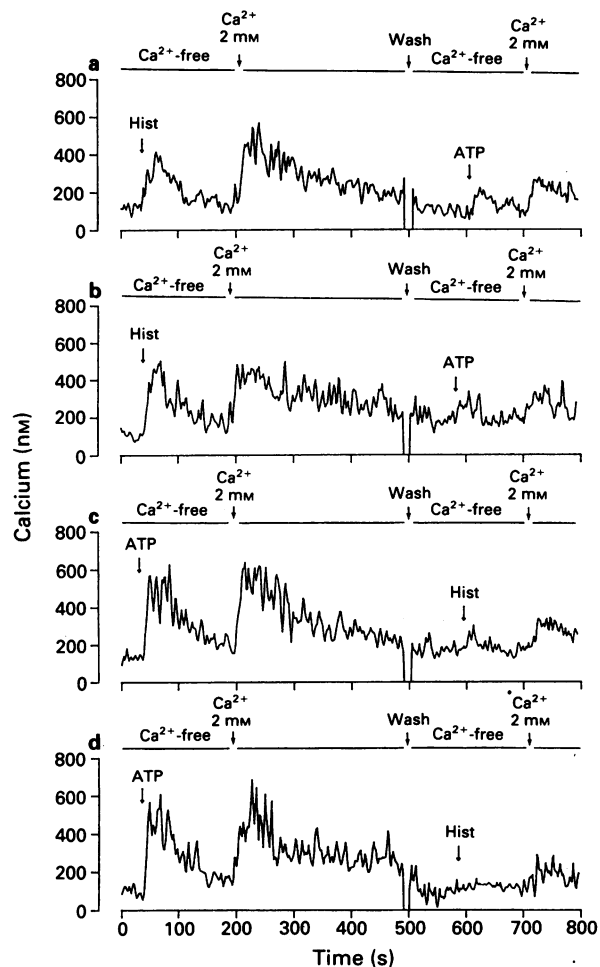 Ca²⁺
2 mM
Wash
Ca²⁺
2 mM
Ca²⁺-free
Ca²⁺-free
a
800
600
400
200
0
Hist
ATP
Ca²⁺
2 mM
Wash
Ca²⁺
2 mM
Ca²⁺-free
Ca²⁺-free
b
800
600
400
200
0
Hist
ATP
Ca²⁺
2 mM
Wash
Ca²⁺
2 mM
Ca²⁺-free
Ca²⁺-free
c
800
600
400
200
0
ATP
Hist
Ca²⁺
2 mM
Wash
Ca²⁺
2 mM
Ca²⁺-free
Ca²⁺-free
d
800
600
400
200
0
ATP
Hist
0 100 200 300 400 500 600 700 800
Time (s)
Calcium (nM)